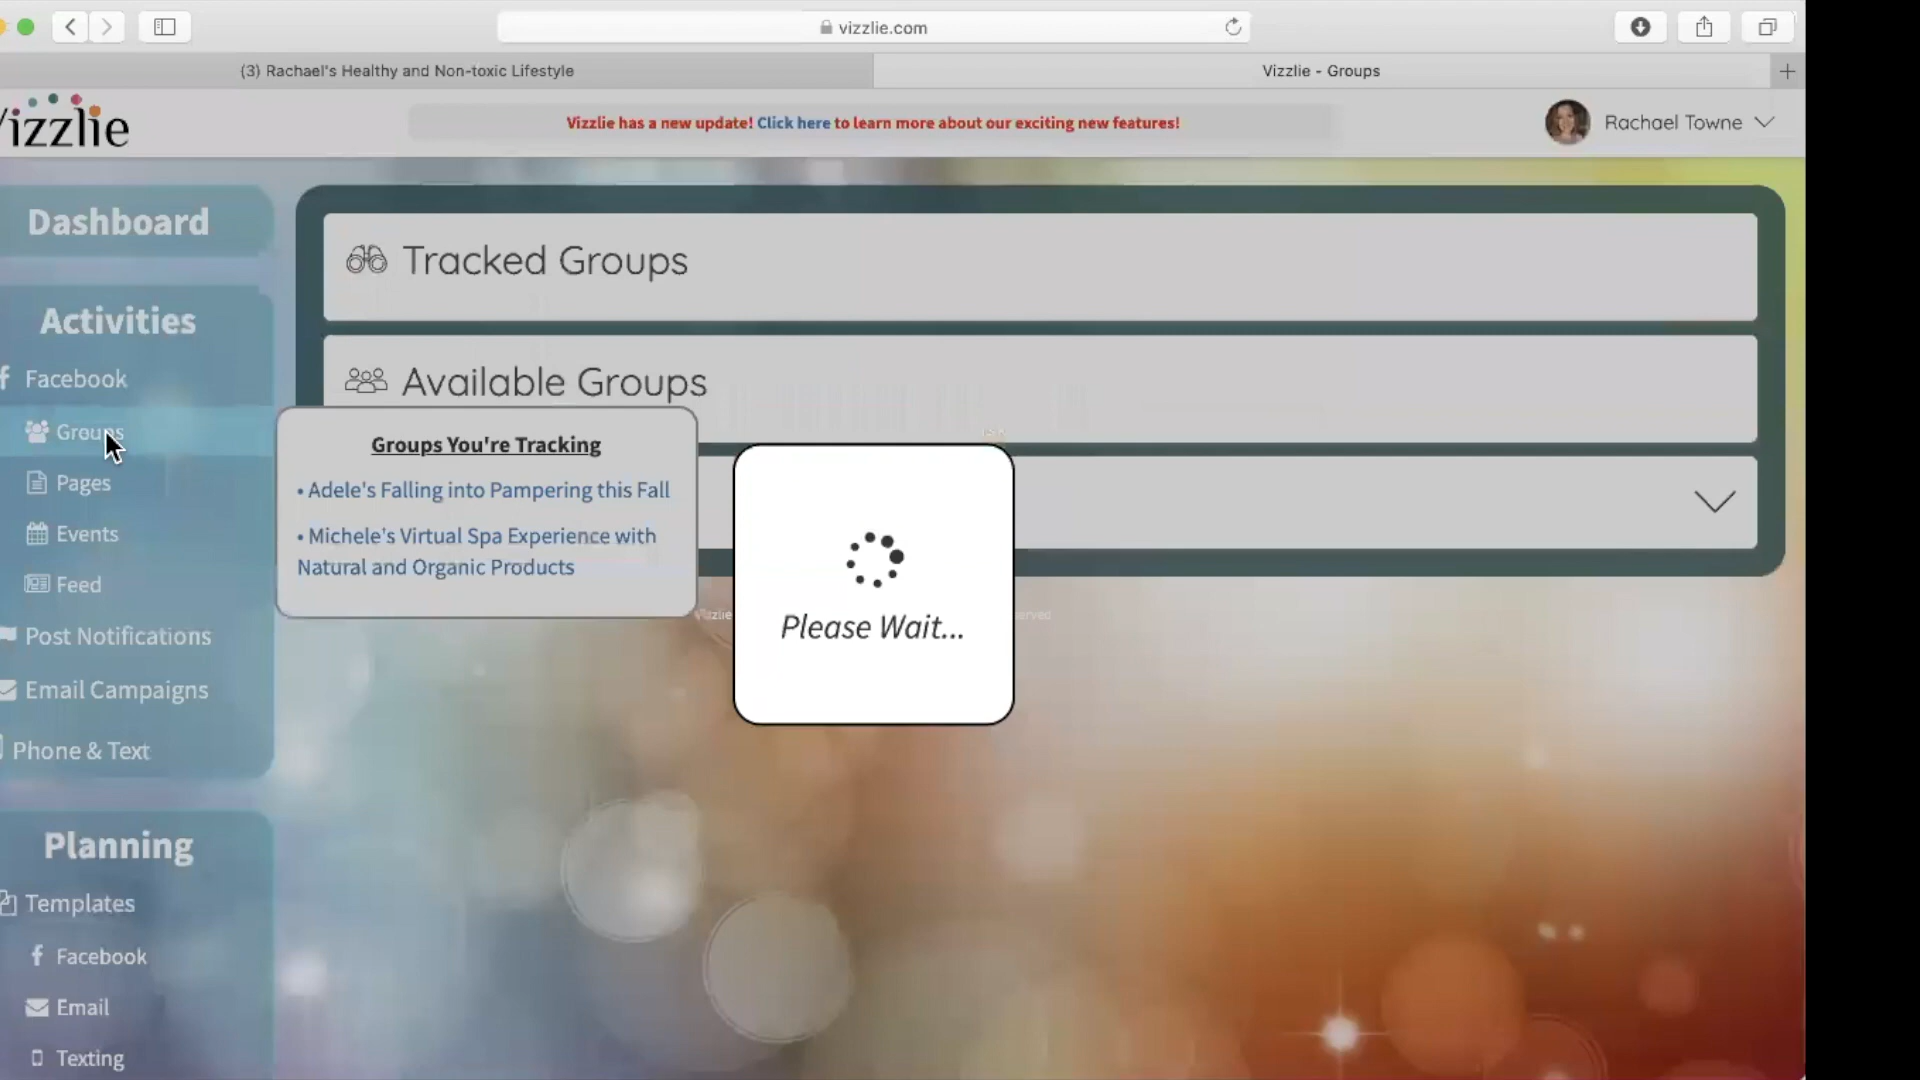 vizzlie.com
(3) Rachael's Healthy and Non-toxic Lifestyle
Vizzlie - Groups
Vizzlie
Vizzlie has a new update! Click here to learn more about our exciting new features!
Rachael Towne
Dashboard
Activities
Facebook
Groups
Pages
Events
Feed
Post Notifications
Email Campaigns
Phone & Text
Planning
Templates
Facebook
Email
Texting
Tracked Groups
Available Groups
Groups You're Tracking
• Adele's Falling into Pampering this Fall
• Michele's Virtual Spa Experience with
Natural and Organic Products
Please Wait...
Vizzlie